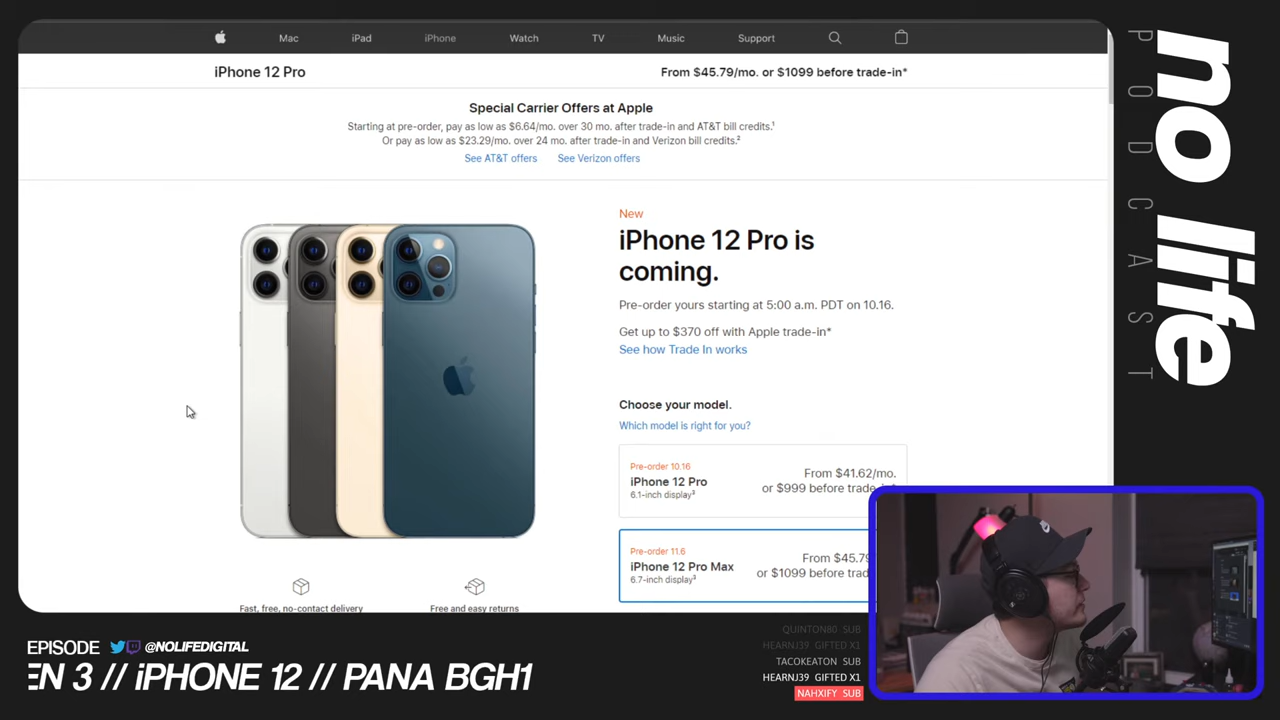 Mac iPad iPhone Watch TV Music Support
iPhone 12 Pro
From $45.79/mo. or $1099 before trade-in*
Special Carrier Offers at Apple
Starting at pre-order, pay as low as $6.64/mo. over 30 mo. after trade-in and AT&T bill credits.¹
Or pay as low as $23.29/mo. over 24 mo. after trade-in and Verizon bill credits.²
See AT&T offers See Verizon offers
New
iPhone 12 Pro is
coming.
Pre-order yours starting at 5:00 a.m. PDT on 10.16.
Get up to $370 off with Apple trade-in*
See how Trade In works
Choose your model.
Which model is right for you?
Pre-order 10.16
iPhone 12 Pro
6.1-inch display³
From $41.62/mo.
or $999 before trade-
Pre-order 11.6
iPhone 12 Pro Max
6.7-inch display³
From $45.79
or $1099 before trade
Fast, free, no-contact delivery
Free and easy returns
no life
PODCAST
EPISODE @NOLIFEDIGITAL
EN 3 // iPHONE 12 // PANA BGH1
QUINTON80 SUB
HEARNJ39 GIFTED X1
TACOKEATON SUB
HEARNJ39 GIFTED X1
NAHXIFY SUB